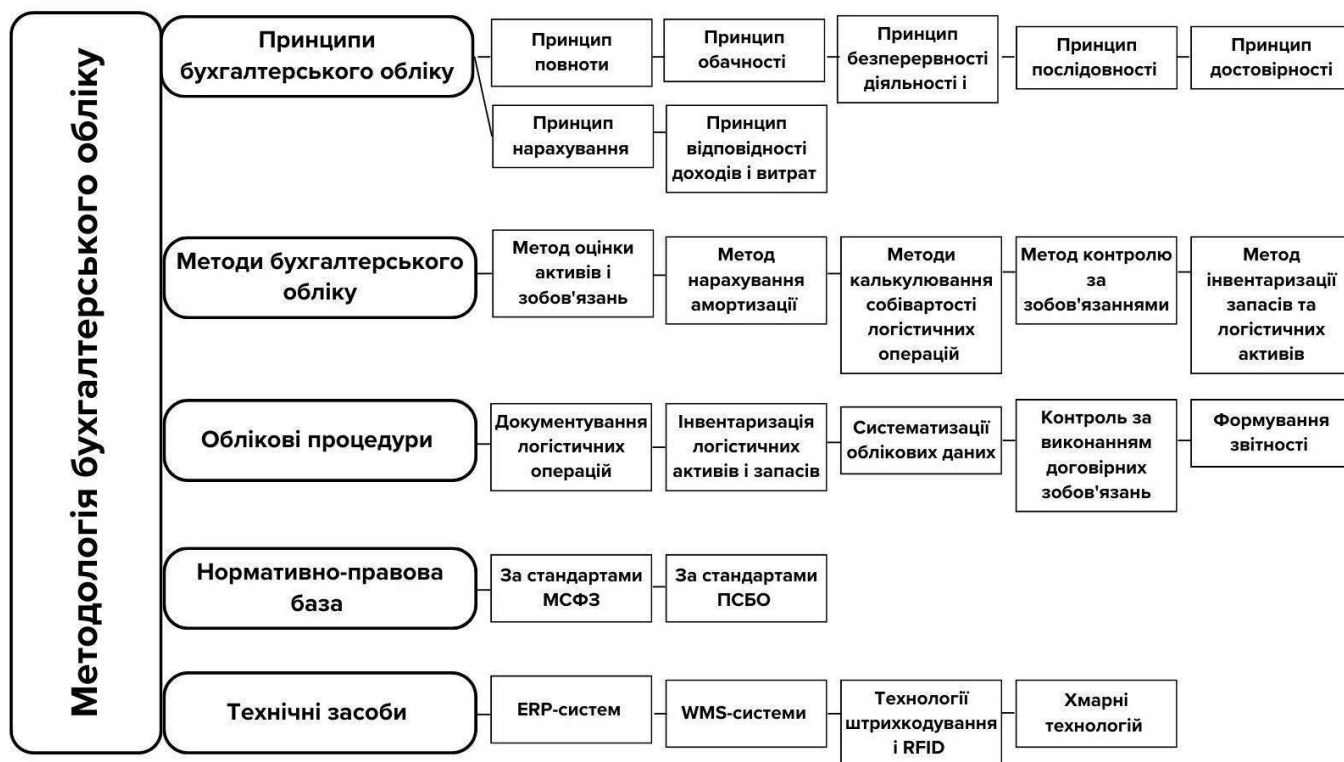 Методологія бухгалтерського обліку
Принципи
бухгалтерського обліку
Принцип
повноти
Принцип
обачності
Принцип
безперервності
діяльності і
Принцип
послідовності
Принцип
достовірності
Принцип
нарахування
Принцип
відповідності
доходів і витрат
Методи бухгалтерського
обліку
Метод оцінки
активів і
зобов'язань
Метод
нарахування
амортизації
Методи
калькулювання
собівартості
логістичних
операцій
Метод контролю
за
зобов'язаннями
Метод
інвентаризації
запасів та
логістичних
активів
Облікові процедури
Документування
логістичних
операцій
Інвентаризація
логістичних
активів і запасів
Систематизації
облікових даних
Контроль за
виконанням
договірних
зобов'язань
Формування
звітності
Нормативно-правова
база
За стандартами
МСФЗ
За стандартами
ПСБО
Технічні засоби
ERP-систем
WMS-системи
Технології
штрихкодування
і RFID
Хмарні
технологій